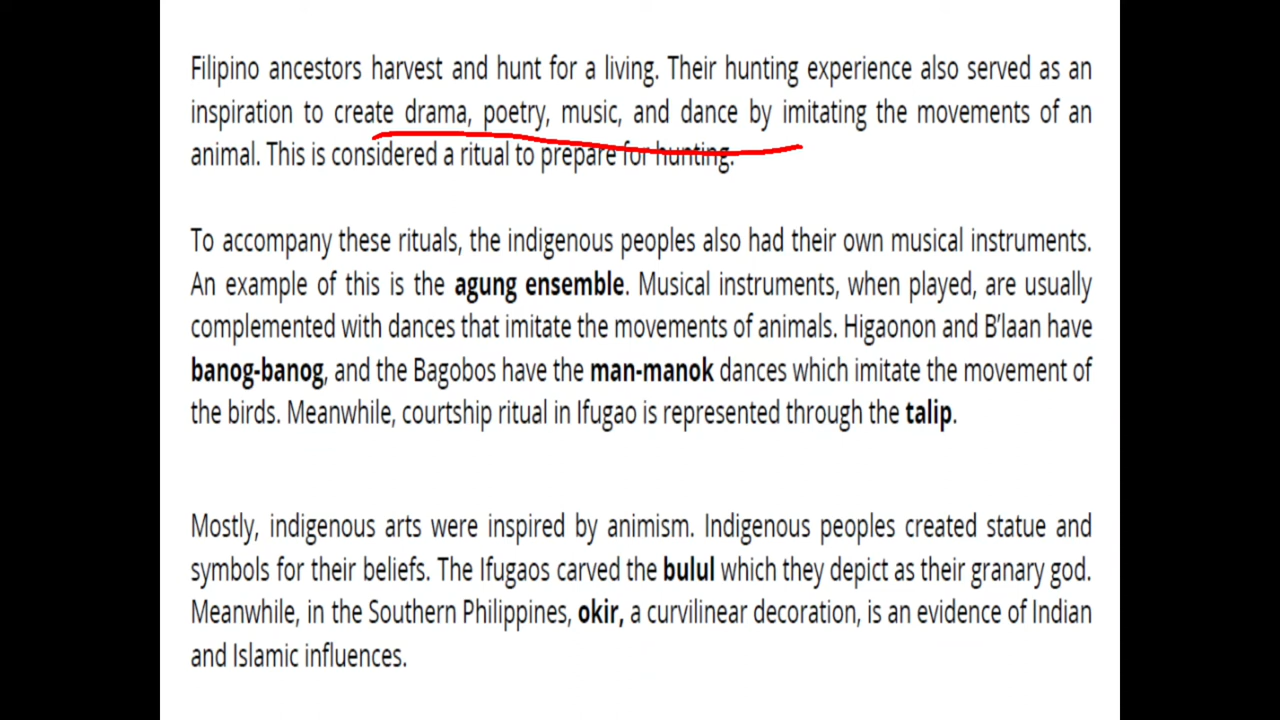 Filipino ancestors harvest and hunt for a living. Their hunting experience also served as an
inspiration to create drama, poetry, music, and dance by imitating the movements of an
animal. This is considered a ritual to prepare for hunting.
To accompany these rituals, the indigenous peoples also had their own musical instruments.
An example of this is the agung ensemble. Musical instruments, when played, are usually
complemented with dances that imitate the movements of animals. Higaonon and B’laan have
banog-banog, and the Bagobos have the man-manok dances which imitate the movement of
the birds. Meanwhile, courtship ritual in Ifugao is represented through the talip.
Mostly, indigenous arts were inspired by animism. Indigenous peoples created statue and
symbols for their beliefs. The Ifugaos carved the bulul which they depict as their granary god.
Meanwhile, in the Southern Philippines, okir, a curvilinear decoration, is an evidence of Indian
and Islamic influences.